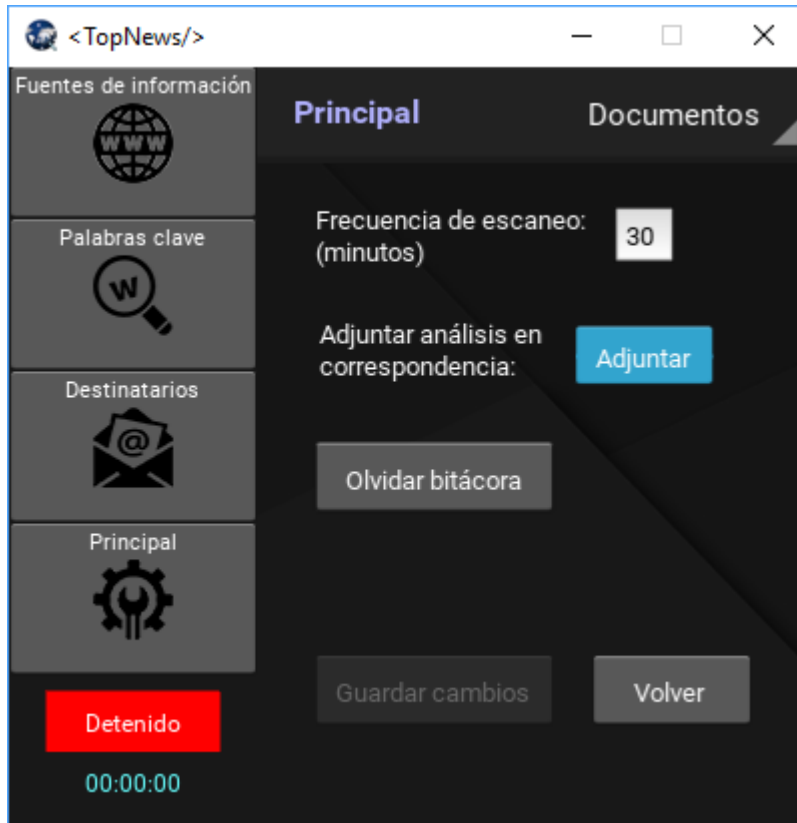 <TopNews/>
Fuentes de información
WWW
Palabras clave
W
Destinatarios
@
Principal
Detenido
00:00:00
Principal
Documentos
Frecuencia de escaneo:
(minutos)
30
Adjuntar análisis en
correspondencia:
Adjuntar
Olvidar bitácora
Guardar cambios
Volver